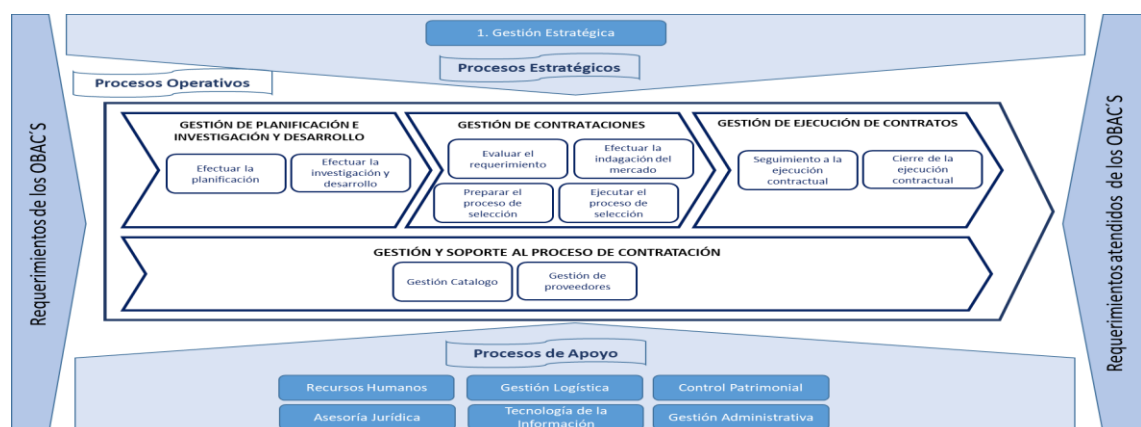 1. Gestión Estratégica
Procesos Estratégicos
Procesos Operativos
Requerimientos de los OBAC'S
GESTIÓN DE PLANIFICACIÓN E
INVESTIGACIÓN Y DESARROLLO
Efectuar la
planificación
Efectuar la
investigación y
desarrollo
GESTIÓN DE CONTRATACIONES
Evaluar el
requerimiento
Efectuar la
indagación del
mercado
Preparar el
proceso de
selección
Ejecutar el
proceso de
selección
GESTIÓN DE EJECUCIÓN DE CONTRATOS
Seguimiento a la
ejecución
contractual
Cierre de la
ejecución
contractual
GESTIÓN Y SOPORTE AL PROCESO DE CONTRATACIÓN
Gestión Catalogo
Gestión de
proveedores
Requerimientos atendidos de los OBAC'S
Procesos de Apoyo
Recursos Humanos
Gestión Logística
Control Patrimonial
Asesoría Jurídica
Tecnología de la
Información
Gestión Administrativa